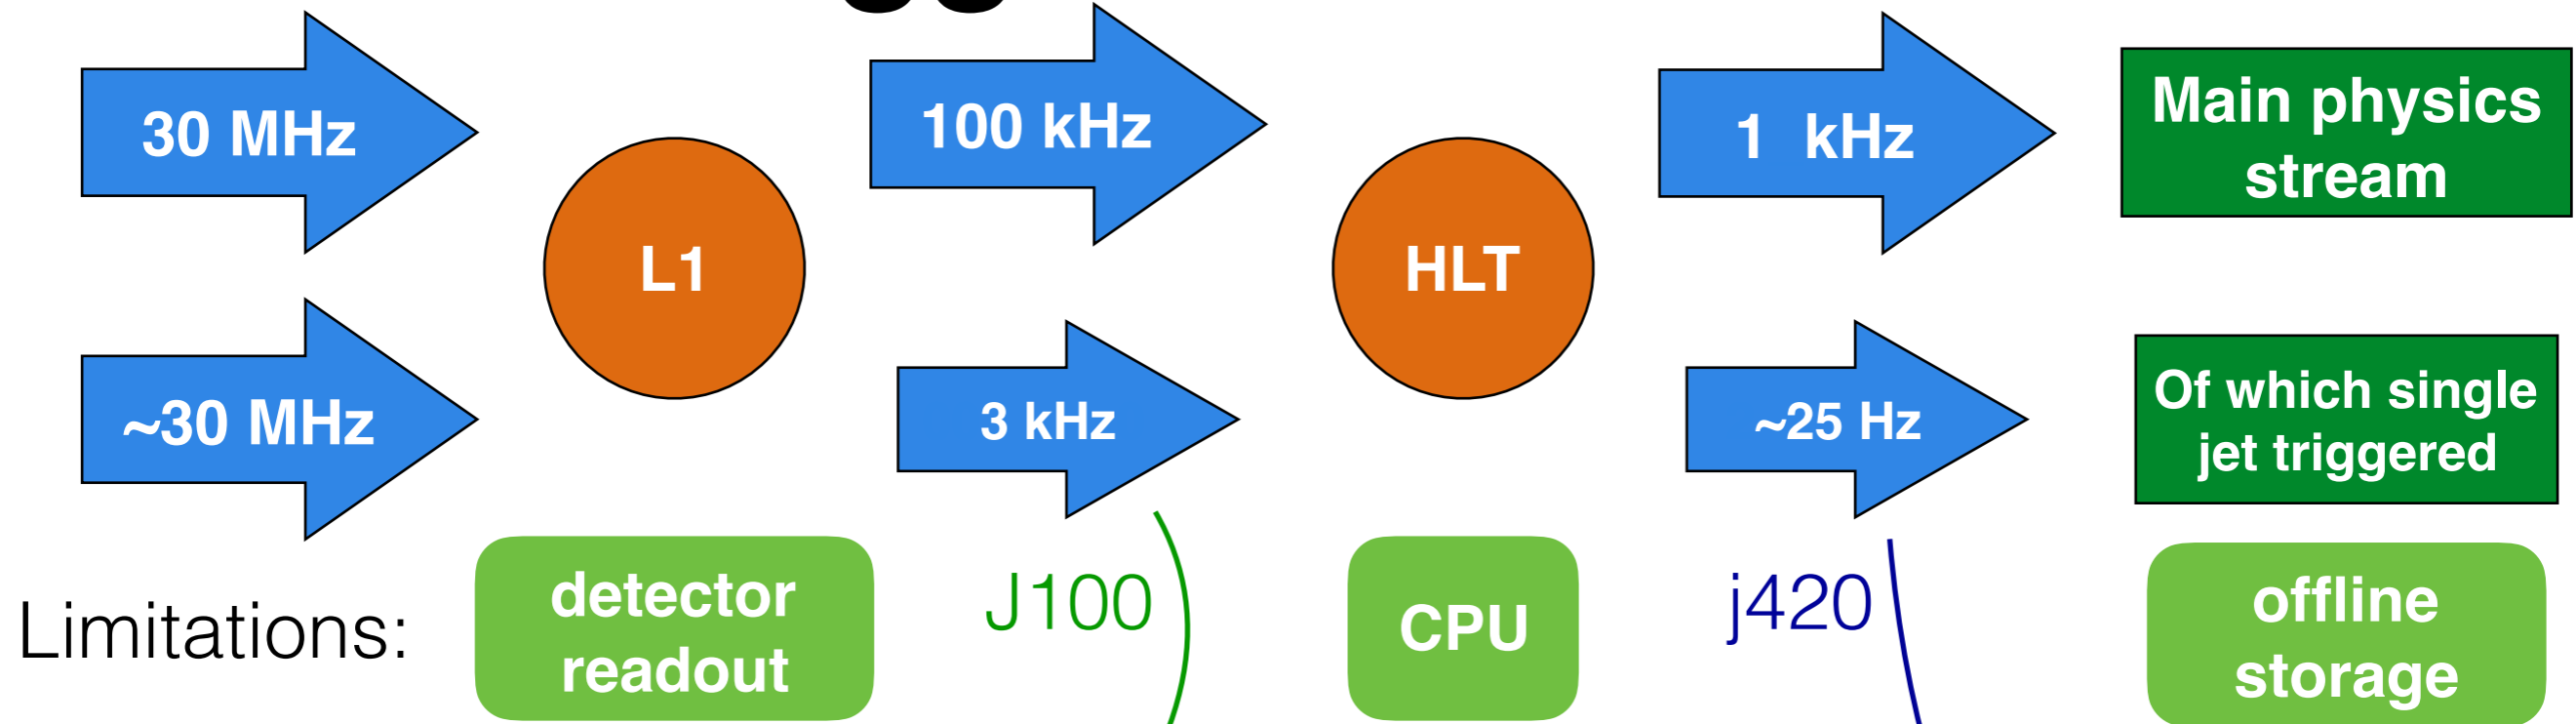 30 MHz
100 kHz
1 kHz
Main physics
stream
L1
HLT
~30 MHz
3 kHz
~25 Hz
Of which single
jet triggered
Limitations:
detector
readout
J100
CPU
j420
offline
storage